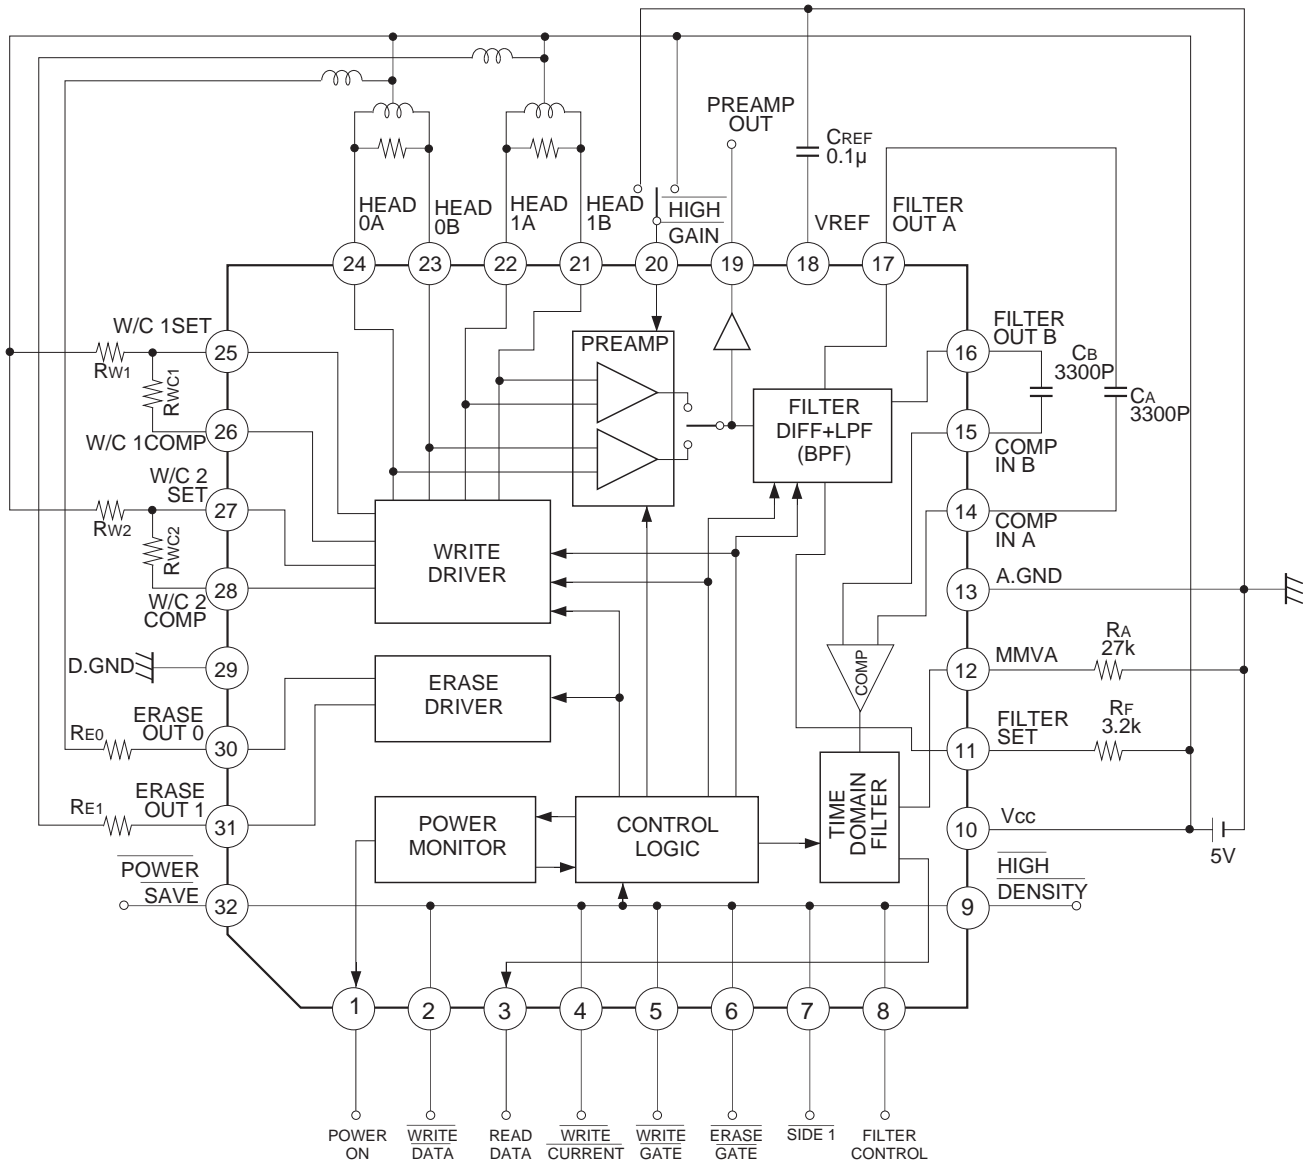 PREAMP
OUT
CREF
0.1µ
HEAD
0A
HEAD
0B
HEAD
1A
HEAD
1B
HIGH
GAIN
VREF
FILTER
OUT A
24
23
22
21
20
19
18
17
W/C 1SET
25
RW1
RWC1
W/C 1COMP
26
W/C 2
SET
27
RW2
RWC2
W/C 2
COMP
28
D.GND
29
RE0
ERASE
OUT 0
30
RE1
ERASE
OUT 1
31
POWER
SAVE
32
PREAMP
FILTER
DIFF+LPF
(BPF)
WRITE
DRIVER
ERASE
DRIVER
POWER
MONITOR
CONTROL
LOGIC
COMP
TIME
DOMAIN
FILTER
FILTER
OUT B
16
CB
3300P
CA
3300P
15
COMP
IN B
14
COMP
IN A
13
A.GND
12
MMVA
RA
27k
11
FILTER
SET
RF
3.2k
10
Vcc
5V
9
HIGH
DENSITY
1
2
3
4
5
6
7
8
POWER
ON
WRITE
DATA
READ
DATA
WRITE
CURRENT
WRITE
GATE
ERASE
GATE
SIDE 1
FILTER
CONTROL